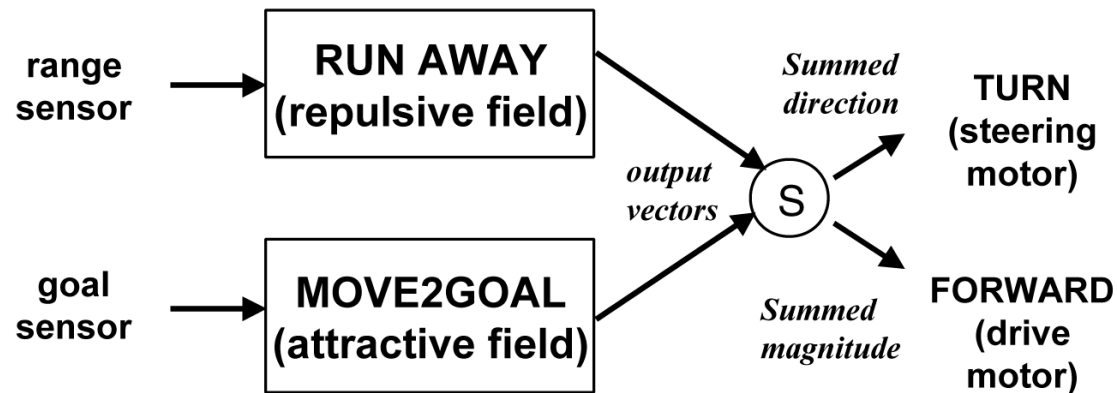 range
sensor
RUN AWAY
(repulsive field)
Summed
direction
TURN
(steering
motor)
output
vectors
S
goal
sensor
MOVE2GOAL
(attractive field)
Summed
magnitude
FORWARD
(drive
motor)